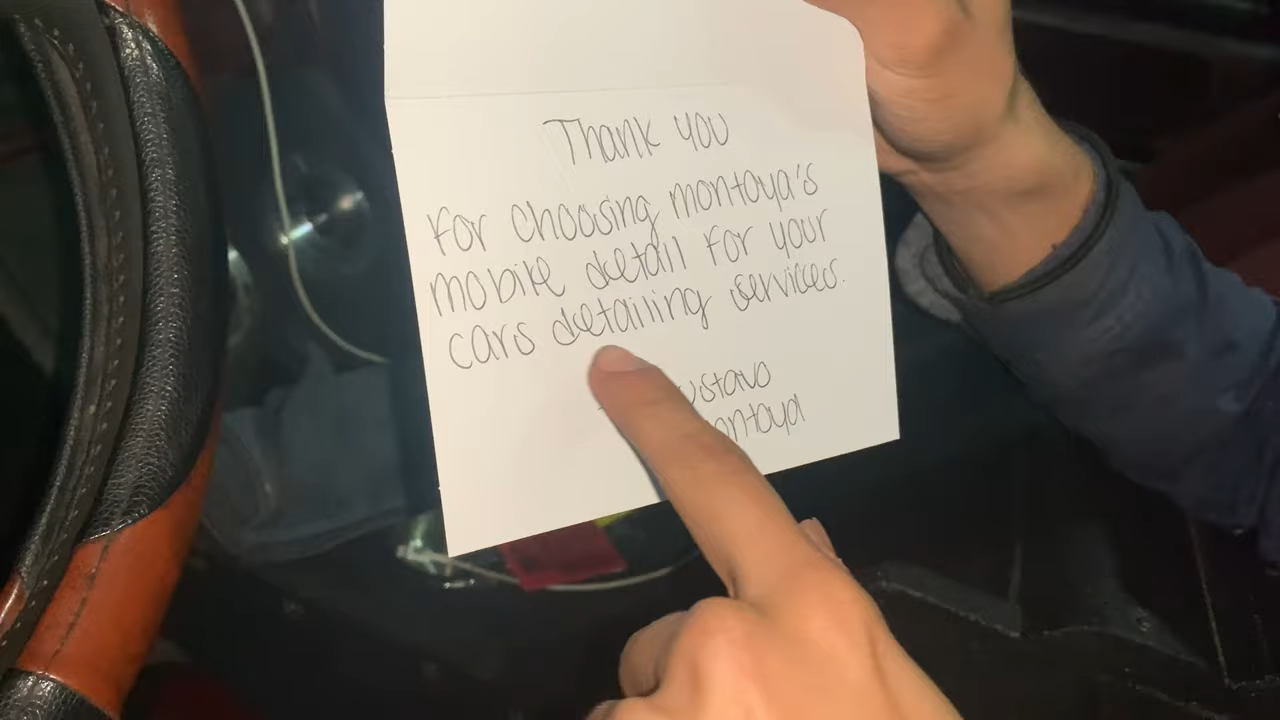 Thank you
For choosing montoya's
mobile detail for your
cars detailing services.
ustavo
ontoya